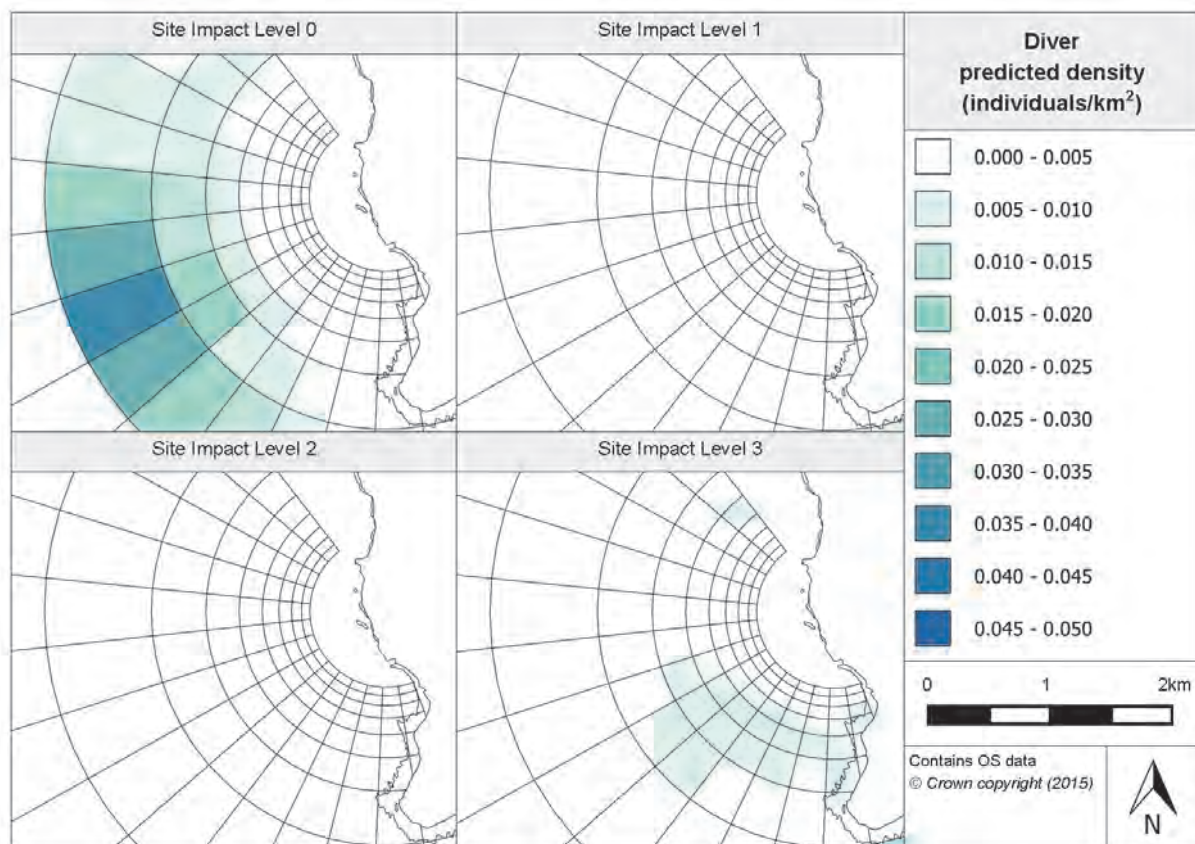 Site Impact Level 0
Site Impact Level 1
Site Impact Level 2
Site Impact Level 3
Diver
predicted density
(individuals/km²)
0.000 - 0.005
0.005 - 0.010
0.010 - 0.015
0.015 - 0.020
0.020 - 0.025
0.025 - 0.030
0.030 - 0.035
0.035 - 0.040
0.040 - 0.045
0.045 - 0.050
0 1 2km
Contains OS data
© Crown copyright (2015)
N